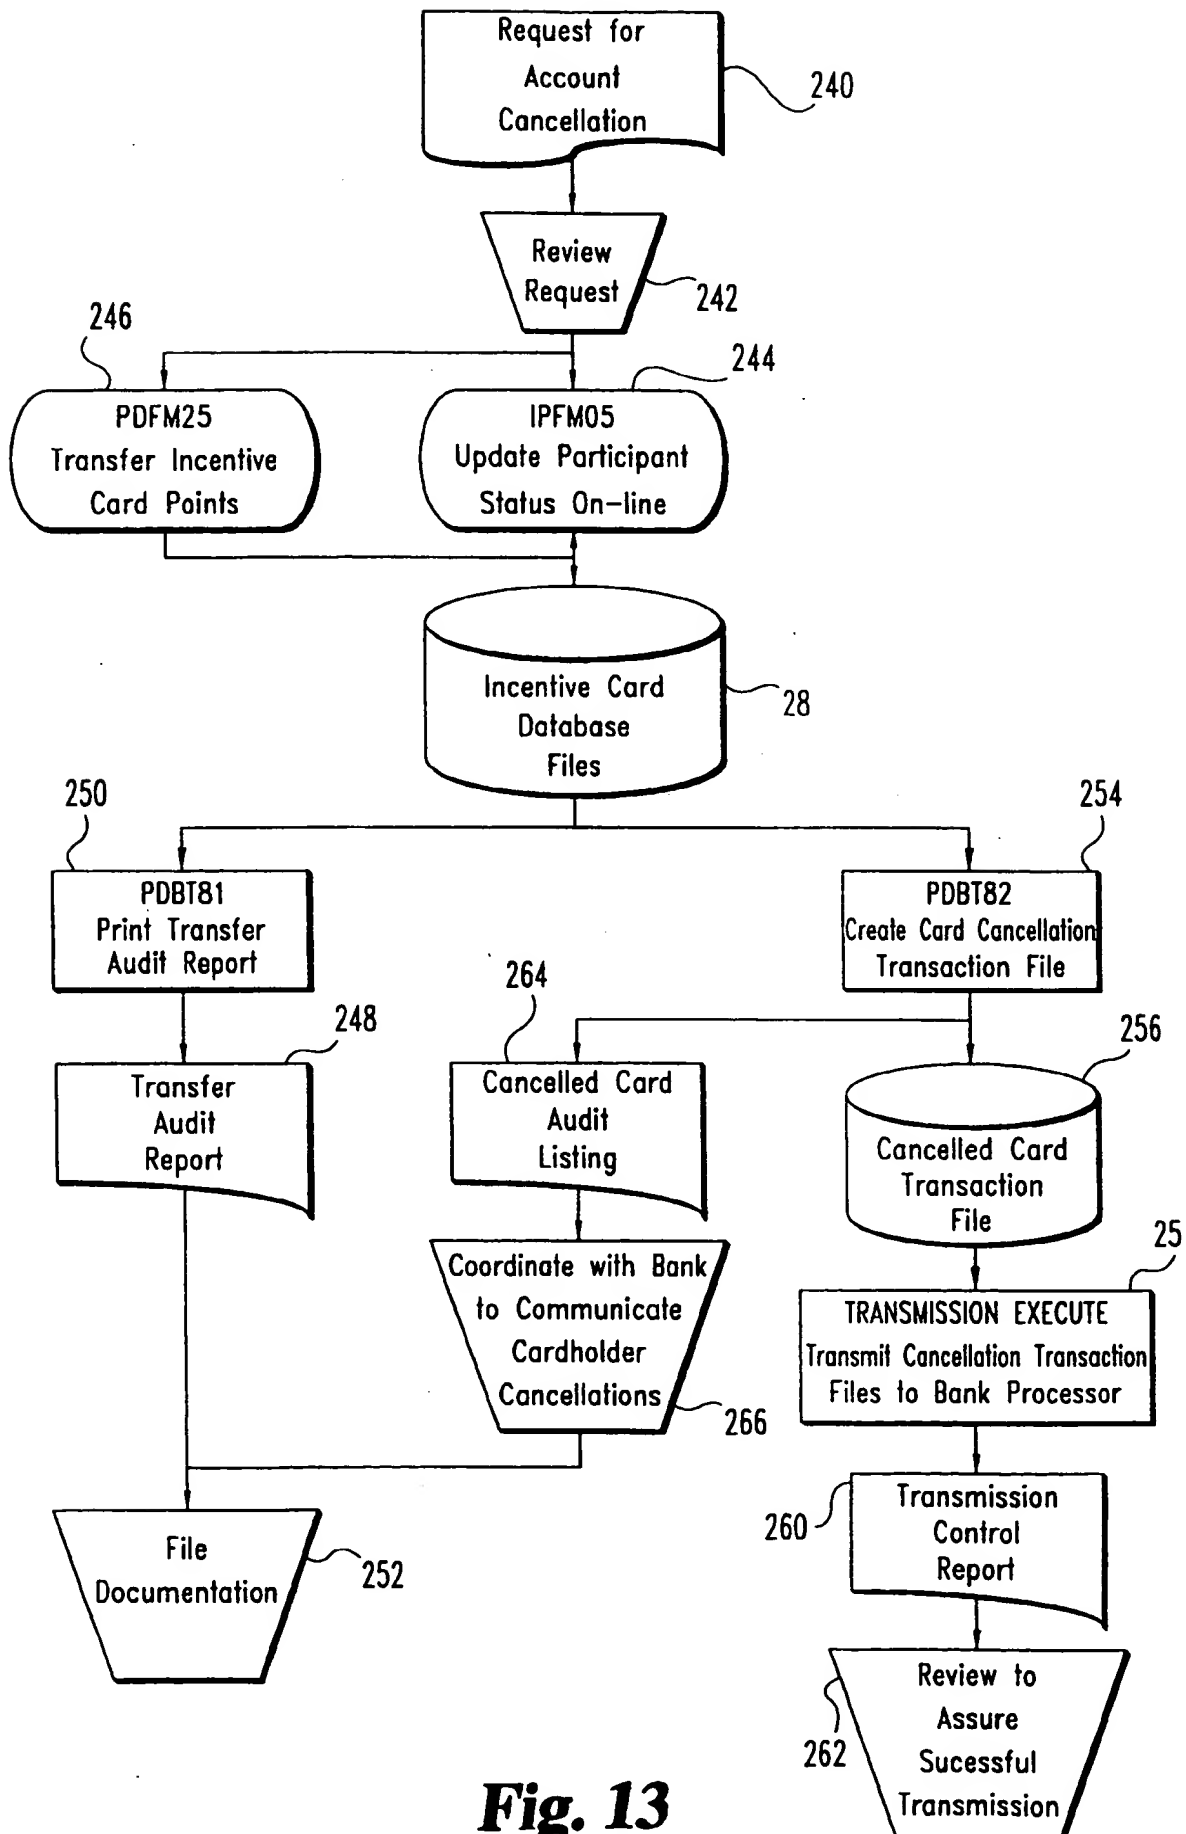 Request for
Account
Cancellation
240
Review
Request
242
246
244
PDFM25
Transfer Incentive
Card Points
IPFM05
Update Participant
Status On-line
Incentive Card
Database
Files
28
250
254
PDBT81
Print Transfer
Audit Report
PDBT82
Create Card Cancellation
Transaction File
264
248
256
Transfer
Audit
Report
Cancelled Card
Audit
Listing
Cancelled Card
Transaction
File
25
Coordinate with Bank
to Communicate
Cardholder
Cancellations
266
TRANSMISSION EXECUTE
Transmit Cancellation Transaction
Files to Bank Processor
260
Transmission
Control
Report
File
Documentation
252
262
Review to
Assure
Sucessful
Transmission
Fig. 13